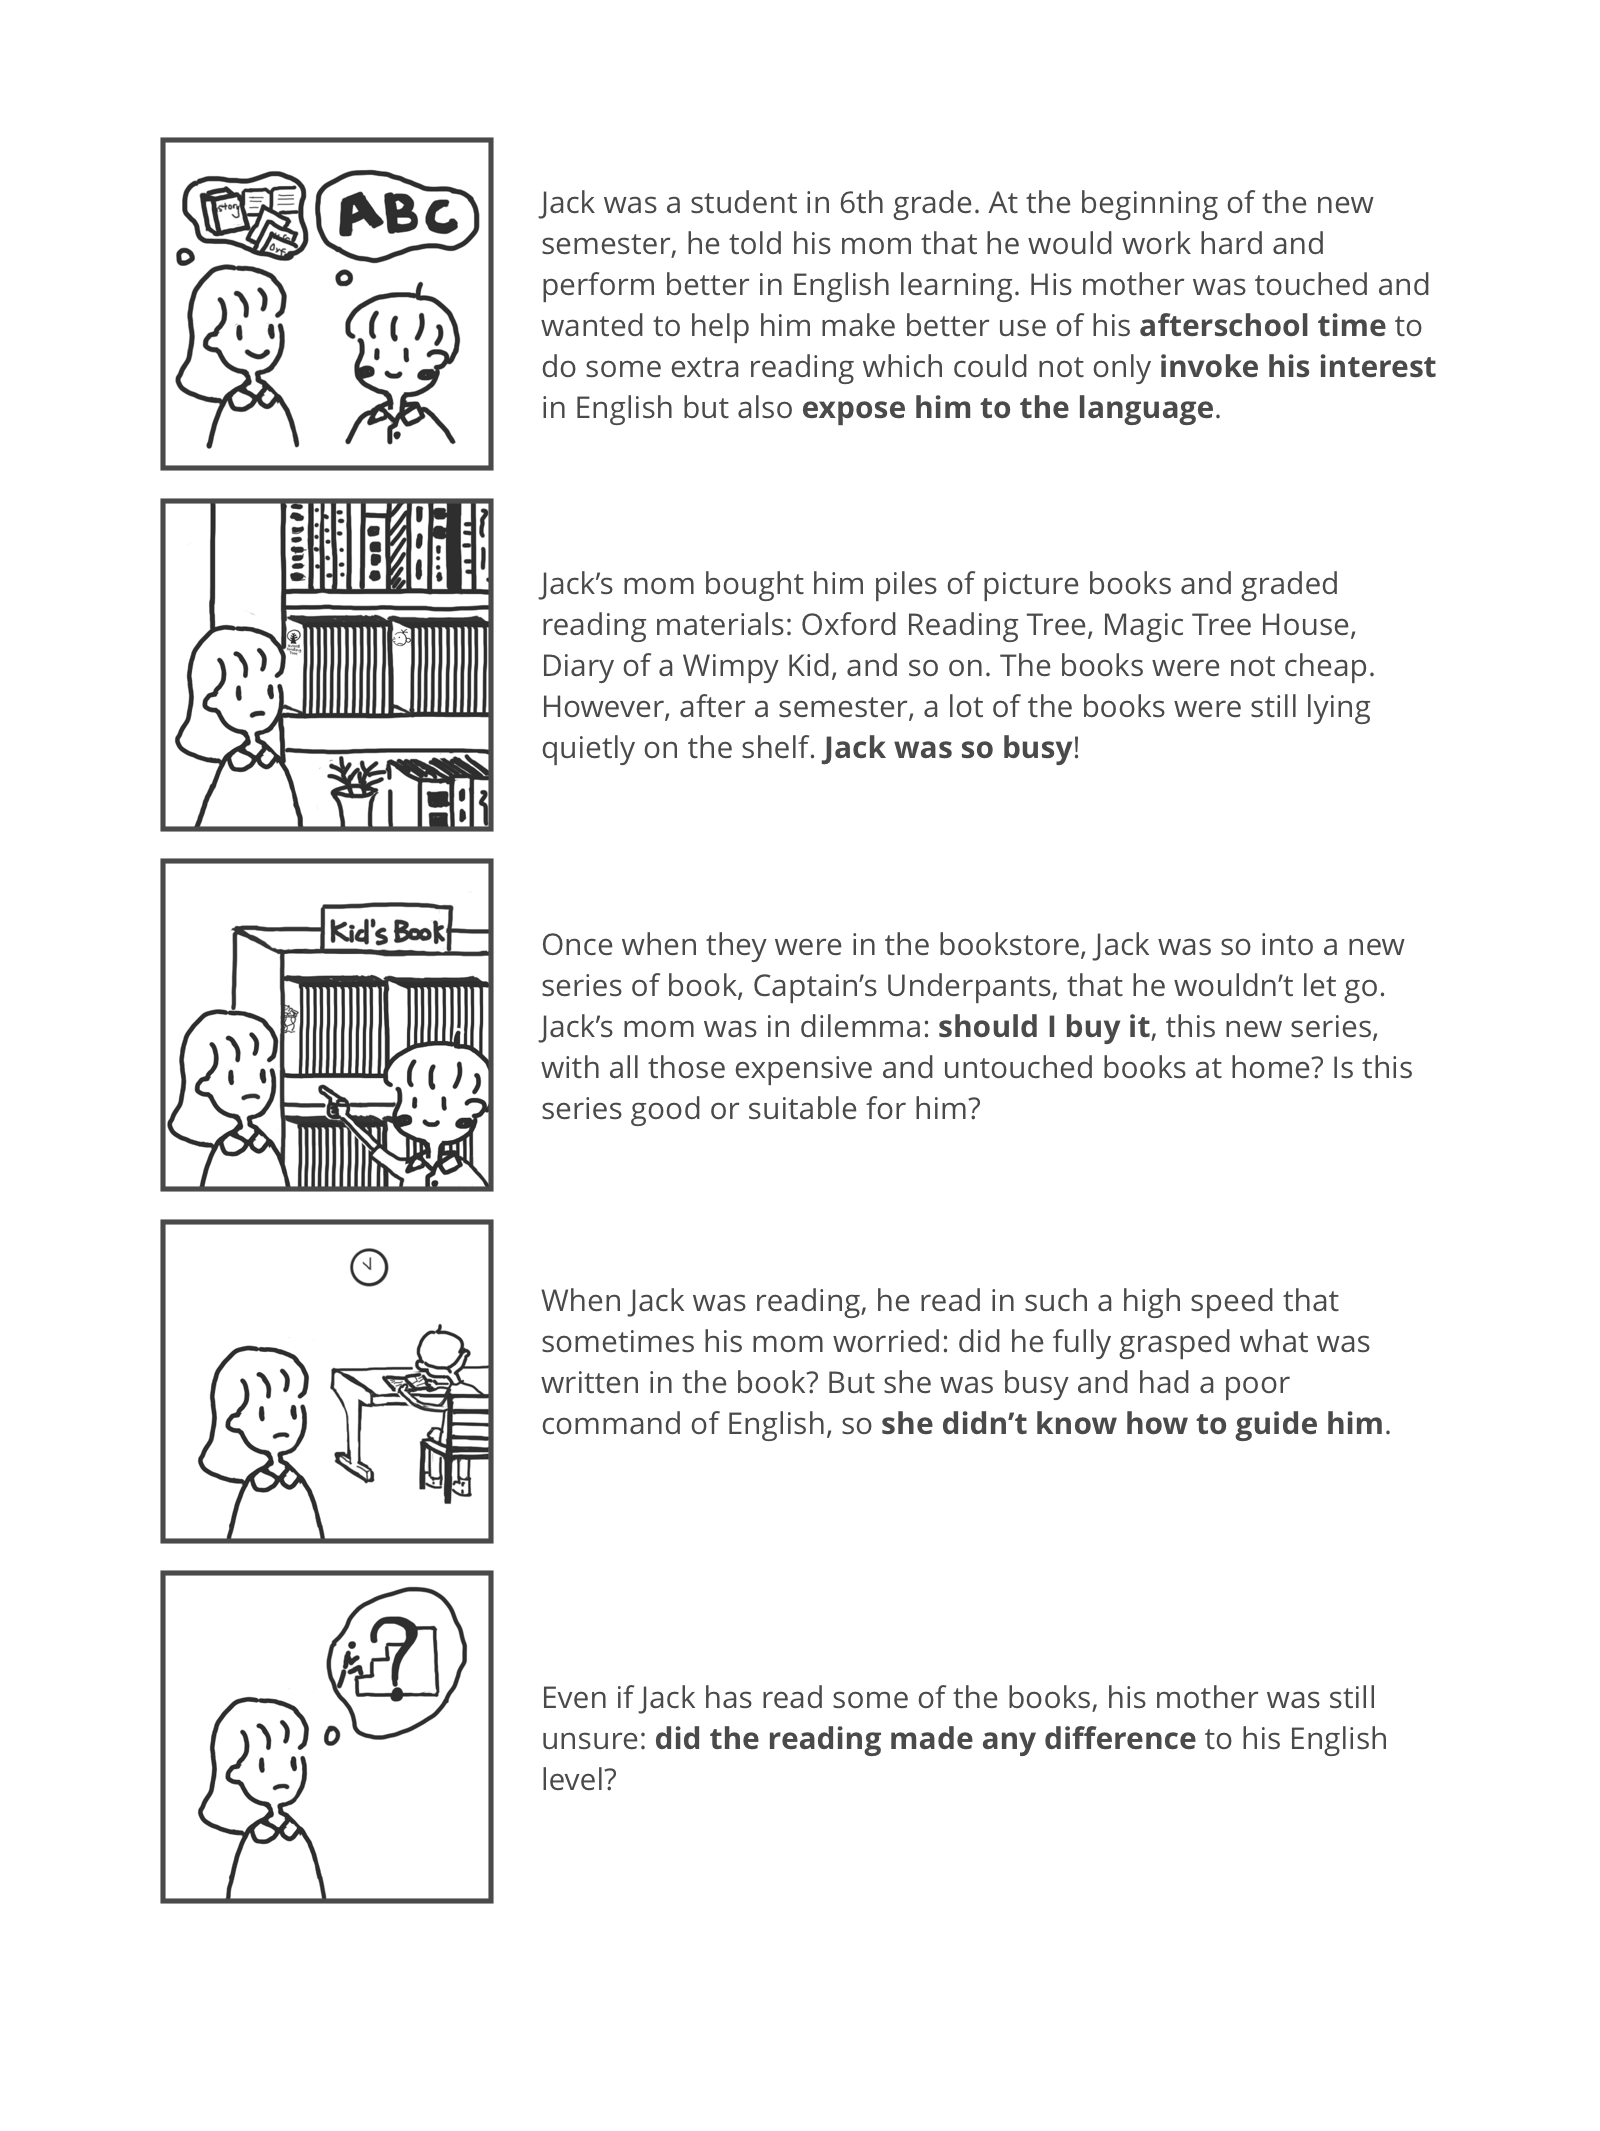 story
Oxf
ABC
Jack was a student in 6th grade. At the beginning of the new
semester, he told his mom that he would work hard and
perform better in English learning. His mother was touched and
wanted to help him make better use of his afterschool time to
do some extra reading which could not only invoke his interest
in English but also expose him to the language.
Jack’s mom bought him piles of picture books and graded
reading materials: Oxford Reading Tree, Magic Tree House,
Diary of a Wimpy Kid, and so on. The books were not cheap.
However, after a semester, a lot of the books were still lying
quietly on the shelf. Jack was so busy!
Kid's Book
Once when they were in the bookstore, Jack was so into a new
series of book, Captain’s Underpants, that he wouldn’t let go.
Jack’s mom was in dilemma: should I buy it, this new series,
with all those expensive and untouched books at home? Is this
series good or suitable for him?
When Jack was reading, he read in such a high speed that
sometimes his mom worried: did he fully grasped what was
written in the book? But she was busy and had a poor
command of English, so she didn’t know how to guide him.
?
Even if Jack has read some of the books, his mother was still
unsure: did the reading made any difference to his English
level?